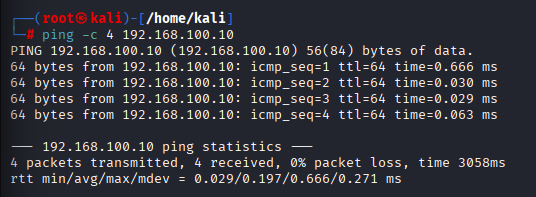 ┌──(root㉿kali)-[/home/kali]
└─# ping -c 4 192.168.100.10
PING 192.168.100.10 (192.168.100.10) 56(84) bytes of data.
64 bytes from 192.168.100.10: icmp_seq=1 ttl=64 time=0.666 ms
64 bytes from 192.168.100.10: icmp_seq=2 ttl=64 time=0.030 ms
64 bytes from 192.168.100.10: icmp_seq=3 ttl=64 time=0.029 ms
64 bytes from 192.168.100.10: icmp_seq=4 ttl=64 time=0.063 ms
--- 192.168.100.10 ping statistics ---
4 packets transmitted, 4 received, 0% packet loss, time 3058ms
rtt min/avg/max/mdev = 0.029/0.197/0.666/0.271 ms